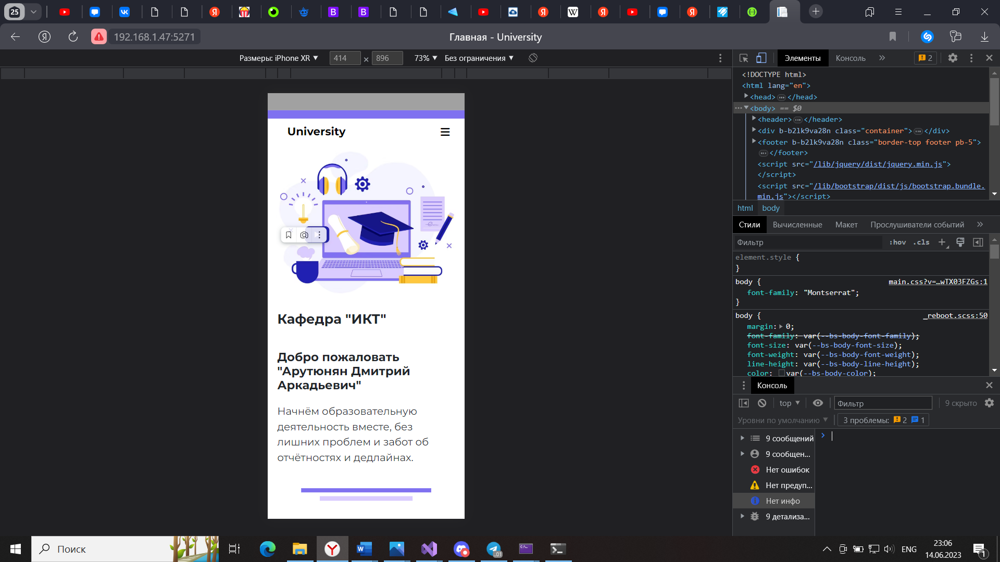 25
192.168.1.47:5271
Главная - University
Размеры: iPhone XR ▼
414 × 896
73% ▼
Без ограничения ▼
Элементы
Консоль
2
<!DOCTYPE html>
<html lang="en">
<head> ⋯ </head>
<body> == $0
<header> ⋯ </header>
<div b-b2lk9va28n class="container"> ⋯ </div>
<footer b-b2lk9va28n class="border-top footer pb-5">
⋯ </footer>
<script src="/lib/jquery/dist/jquery.min.js">
</script>
<script src="/lib/bootstrap/dist/js/bootstrap.bundle.
min.js"></script>
html body
Стили
Вычисленные
Макет
Прослушиватели событий
Фильтр
:hov .cls
element.style {
}
body {
main.css?v=…wTX03FZGs:1
font-family: "Montserrat";
}
body {
_reboot.scss:50
margin: 0;
font-family: var(--bs-body-font-family);
font-size: var(--bs-body-font-size);
font-weight: var(--bs-body-font-weight);
line-height: var(--bs-body-line-height);
color: var(--bs-body-color);
Консоль
top ▼
Фильтр
9 скрыто
Уровни по умолчанию ▼
3 проблемы: 2 1
9 сообщений
9 сообщен...
Нет ошибок
Нет предуп...
Нет инфо
9 детализа...
University
Кафедра "ИКТ"
Добро пожаловать
"Арутюнян Дмитрий
Аркадьевич"
Начнём образовательную
деятельность вместе, без
лишних проблем и забот об
отчётностях и дедлайнах.
Поиск
.01
ENG
23:06
14.06.2023
1